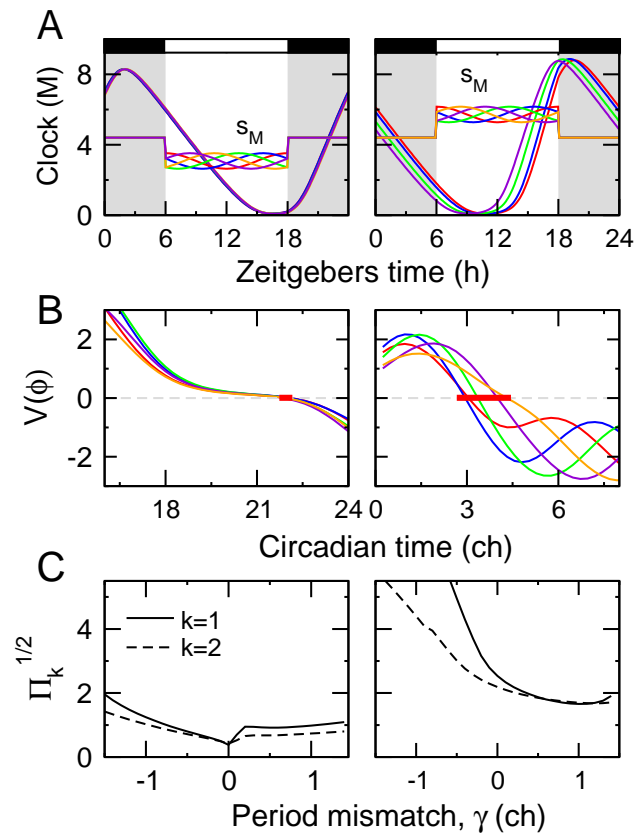 A
Clock (M)
8
4
0
s_M
s_M
0 6 12 18
0 6 12 18 24
Zeitgebers time (h)
B
V(ϕ)
2
0
-2
18 21 24
0 3 6
Circadian time (ch)
C
Π_k^1/2
4
2
0
k=1
k=2
-1 0 1
-1 0 1
Period mismatch, γ (ch)